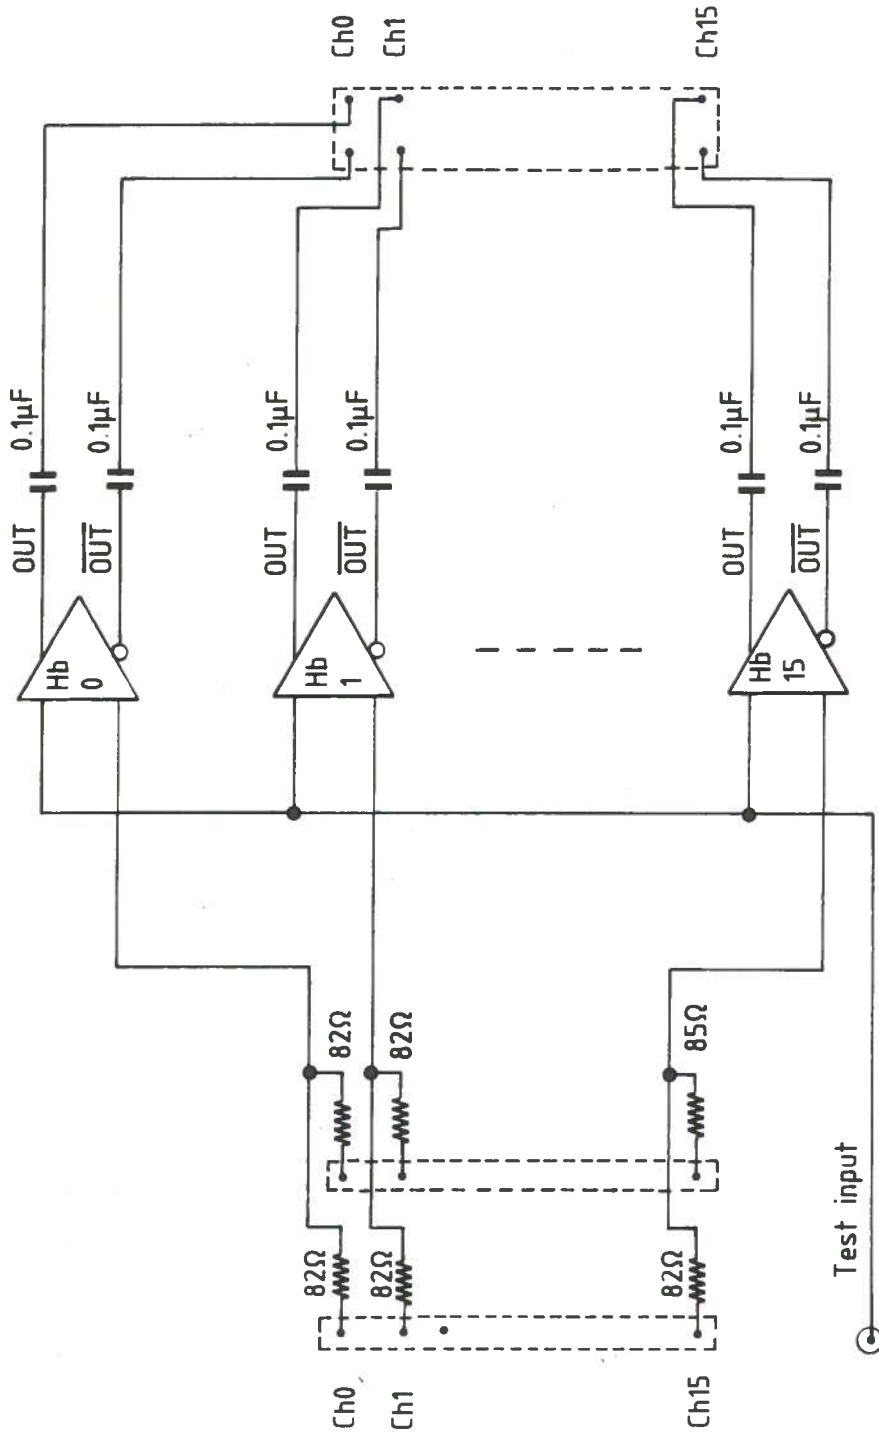 Ch0
Ch1
Ch15
0.1µF
0.1µF
0.1µF
0.1µF
0.1µF
0.1µF
OUT
OUT
OUT
OUT
OUT
OUT
Hb
0
Hb
1
Hb
15
82Ω
82Ω
85Ω
82Ω
82Ω
82Ω
Test input
Ch0
Ch1
Ch15